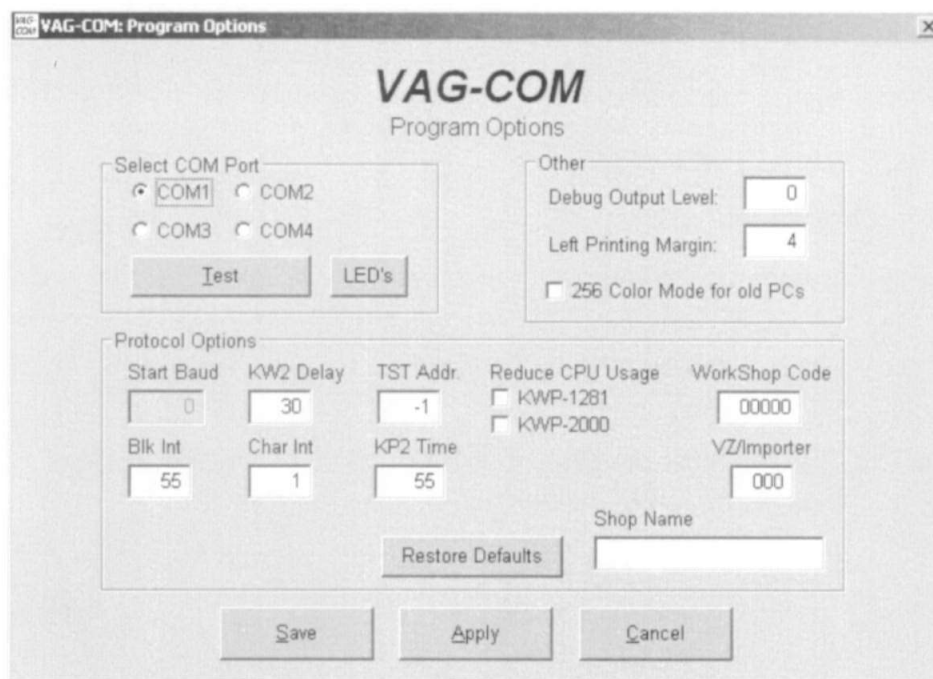 VAG-COM VAG-COM: Program Options
VAG-COM
Program Options
Select COM Port
COM1 COM2
COM3 COM4
Test LED's
Other
Debug Output Level: 0
Left Printing Margin: 4
256 Color Mode for old PCs
Protocol Options
Start Baud KW2 Delay TST Addr. Reduce CPU Usage WorkShop Code
0 30 -1 KWP-1281 00000
KWP-2000
Blk Int Char Int KP2 Time VZ/Importer
55 1 55 000
Shop Name
Restore Defaults
Save Apply Cancel